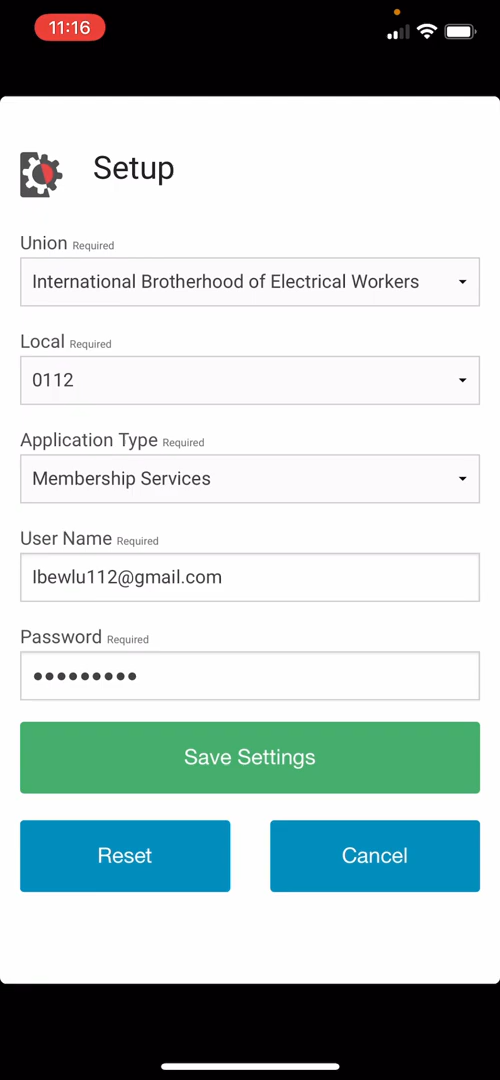 11:16
Setup
Union Required
International Brotherhood of Electrical Workers
Local Required
0112
Application Type Required
Membership Services
User Name Required
Ibewlu112@gmail.com
Password Required
●●●●●●●●●
Save Settings
Reset Cancel